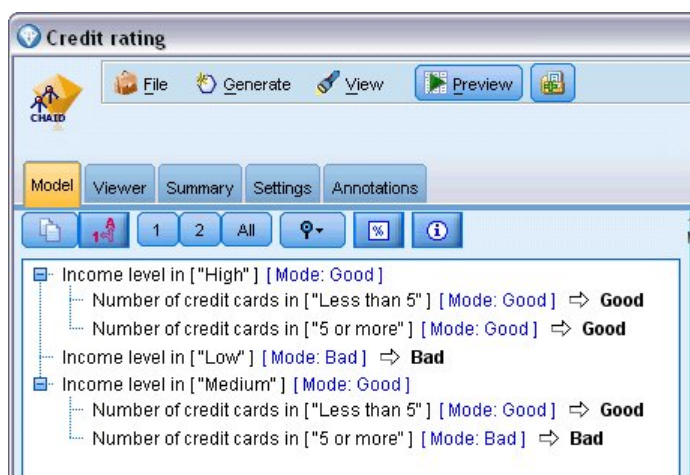 Credit rating
CHAID
File Generate View Preview
Model Viewer Summary Settings Annotations
1 2 All %
Income level in ["High"] [Mode: Good]
Number of credit cards in ["Less than 5"] [Mode: Good] ⇨ Good
Number of credit cards in ["5 or more"] [Mode: Good] ⇨ Good
Income level in ["Low"] [Mode: Bad] ⇨ Bad
Income level in ["Medium"] [Mode: Good]
Number of credit cards in ["Less than 5"] [Mode: Good] ⇨ Good
Number of credit cards in ["5 or more"] [Mode: Bad] ⇨ Bad